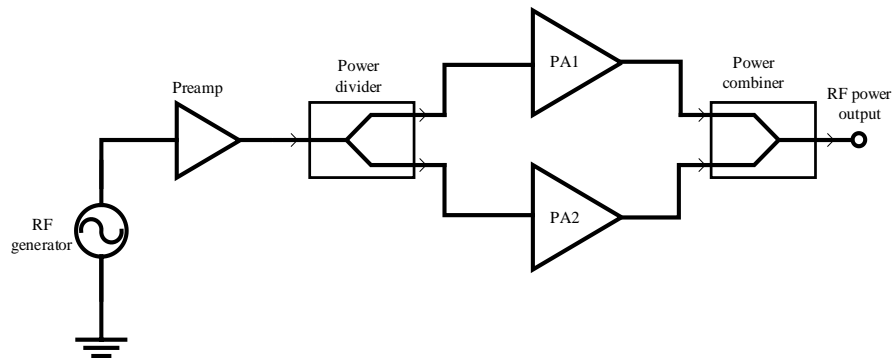 Power
divider
PA1
Power
combiner
Preamp
RF power
output
RF
generator
PA2